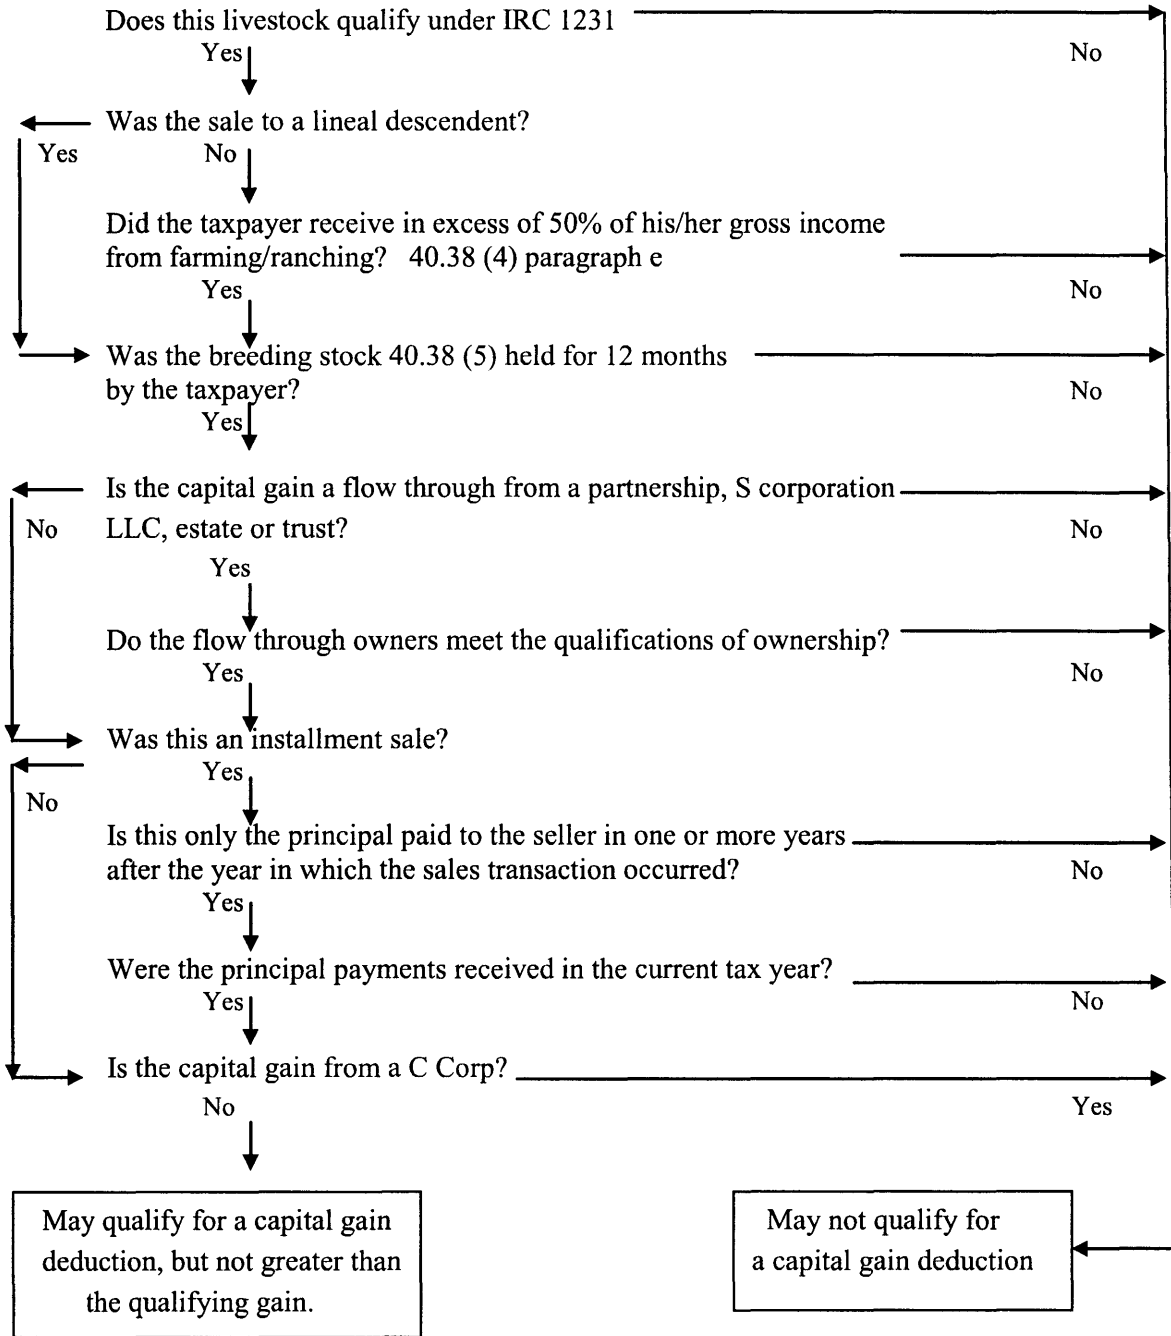 Does this livestock qualify under IRC 1231
Yes No
Was the sale to a lineal descendent?
Yes No
Did the taxpayer receive in excess of 50% of his/her gross income
from farming/ranching? 40.38 (4) paragraph e
Yes No
Was the breeding stock 40.38 (5) held for 12 months
by the taxpayer? No
Yes
Is the capital gain a flow through from a partnership, S corporation
No LLC, estate or trust? No
Yes
Do the flow through owners meet the qualifications of ownership?
Yes No
Was this an installment sale?
Yes
No
Is this only the principal paid to the seller in one or more years
after the year in which the sales transaction occurred? No
Yes
Were the principal payments received in the current tax year?
Yes No
Is the capital gain from a C Corp?
No Yes
May qualify for a capital gain
deduction, but not greater than
the qualifying gain.
May not qualify for
a capital gain deduction